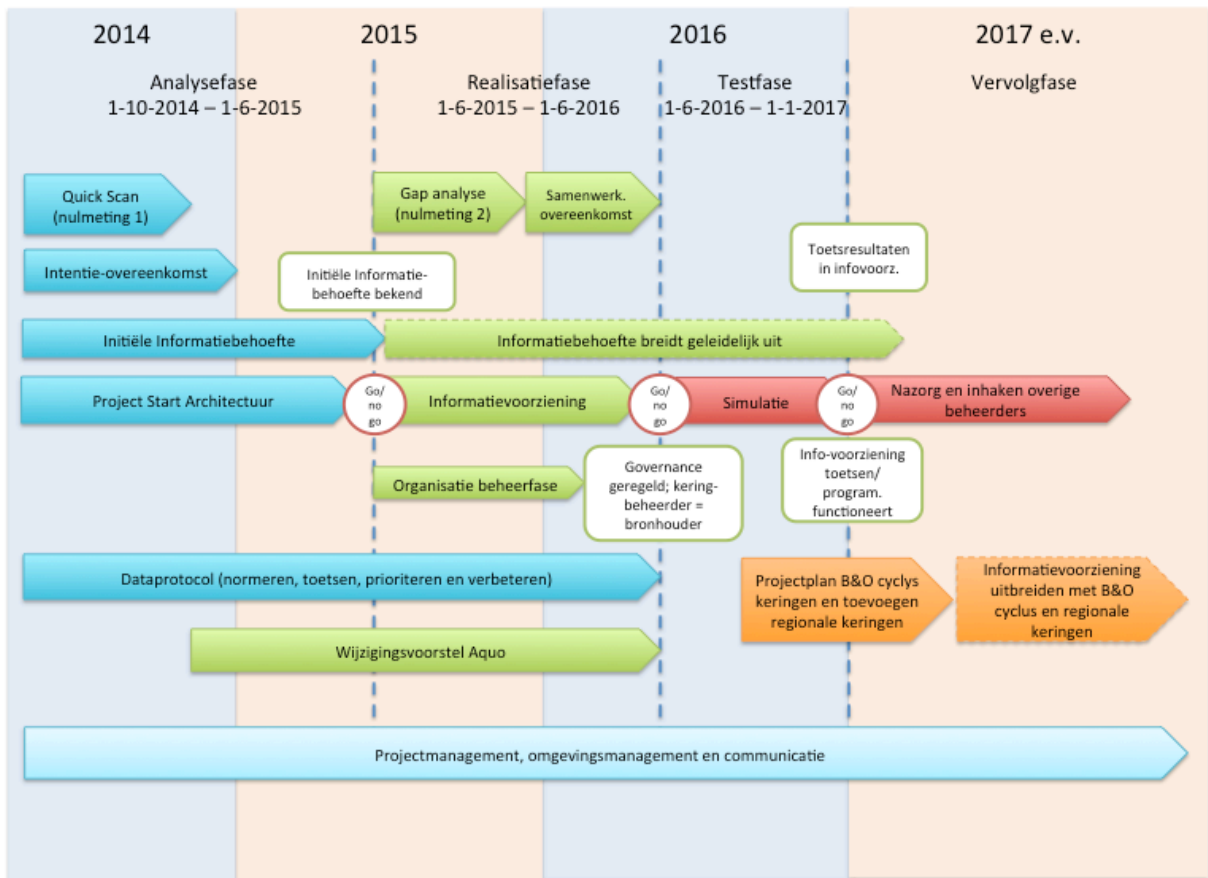 2014
2015
2016
2017 e.v.
Analysefase
1-10-2014 – 1-6-2015
Realisatiefase
1-6-2015 – 1-6-2016
Testfase
1-6-2016 – 1-1-2017
Vervolgfase
Quick Scan
(nulmeting 1)
Gap analyse
(nulmeting 2)
Samenwerk.
overeenkomst
Intentie-overeenkomst
Initiële Informatie-
behoefte bekend
Toetsresultaten
in infovoorz.
Initiële Informatiebehoefte
Informatiebehoefte breidt geleidelijk uit
Project Start Architectuur
Go/
no
go
Informatievoorziening
Go/
no
go
Simulatie
Go/
no
go
Nazorg en inhaken overige
beheerders
Organisatie beheerfase
Governance
geregeld; kering-
beheerder =
bronhouder
Info-voorziening
toetsen/
program.
functioneert
Dataprotocol (normeren, toetsen, prioriteren en verbeteren)
Projectplan B&O cyclys
keringen en toevoegen
regionale keringen
Informatievoorziening
uitbreiden met B&O
cyclus en regionale
keringen
Wijzigingsvoorstel Aquo
Projectmanagement, omgevingsmanagement en communicatie